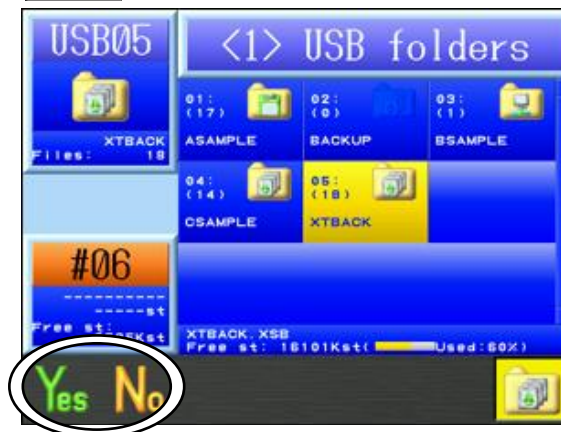 USB05
XTBACK
Files: 18
<1> USB folders
01:
(17)
ASAMPLE
02:
(0)
BACKUP
03:
(1)
BSAMPLE
04:
(14)
CSAMPLE
05:
(18)
XTBACK
#06
----------
-----st
Free st:
Kst
XTBACK.XSB
Free st: 16101Kst( Used:60%)
Yes No